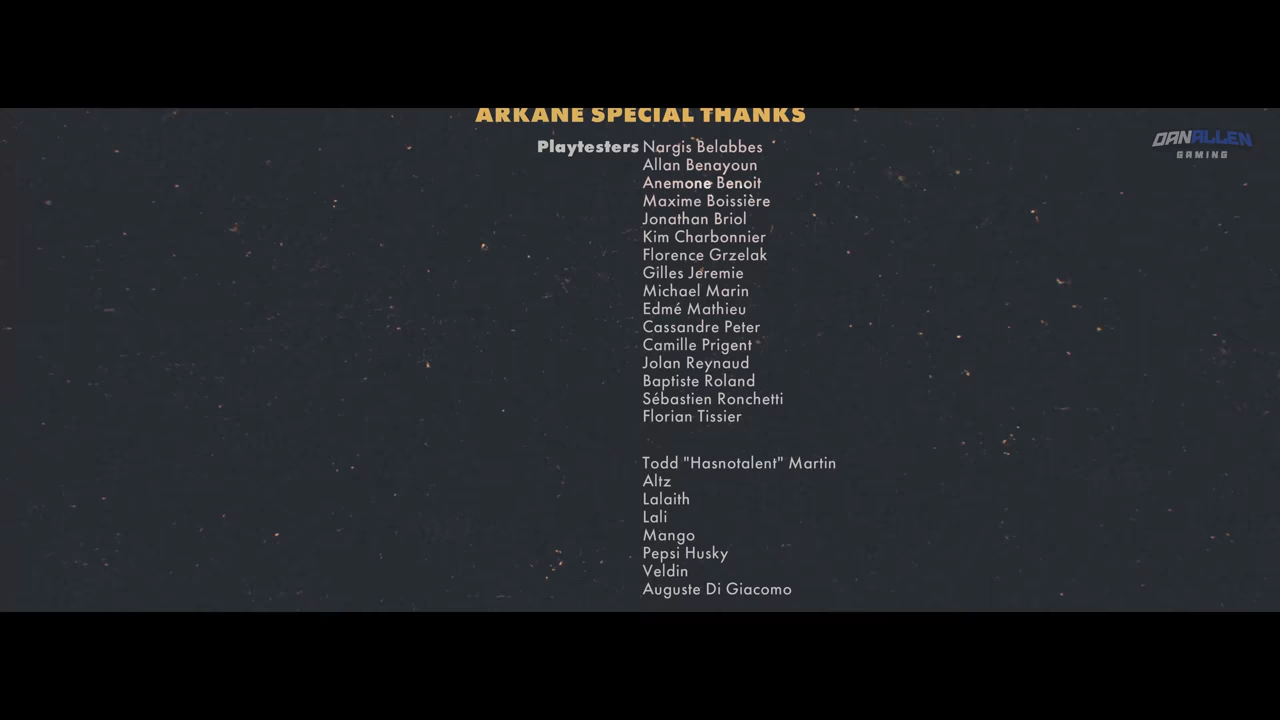 ARKANE SPECIAL THANKS
DANALLEN
GAMING
Playtesters Nargis Belabbes
Allan Benayoun
Anemone Benoit
Maxime Boissière
Jonathan Briol
Kim Charbonnier
Florence Grzelak
Gilles Jeremie
Michael Marin
Edmé Mathieu
Cassandre Peter
Camille Prigent
Jolan Reynaud
Baptiste Roland
Sébastien Ronchetti
Florian Tissier
Todd "Hasnotalent" Martin
Altz
Lalaith
Lali
Mango
Pepsi Husky
Veldin
Auguste Di Giacomo